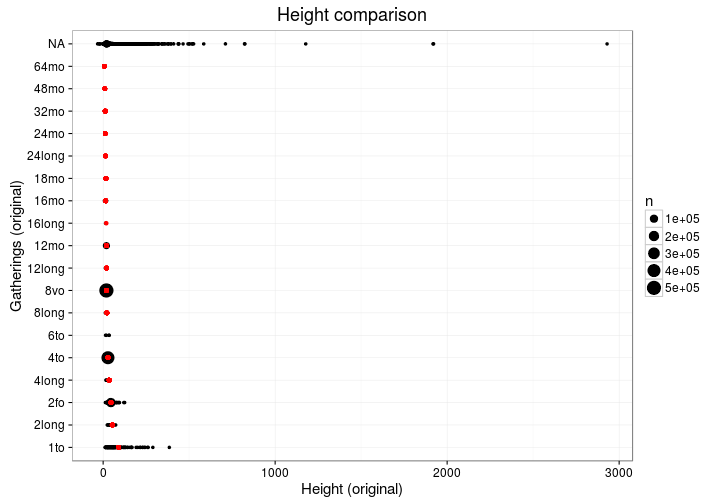 Height comparison
Gatherings (original)
NA
64mo
48mo
32mo
24mo
24long
18mo
16mo
16long
12mo
12long
8vo
8long
6to
4to
4long
2fo
2long
1to
0
1000
2000
3000
Height (original)
n
1e+05
2e+05
3e+05
4e+05
5e+05